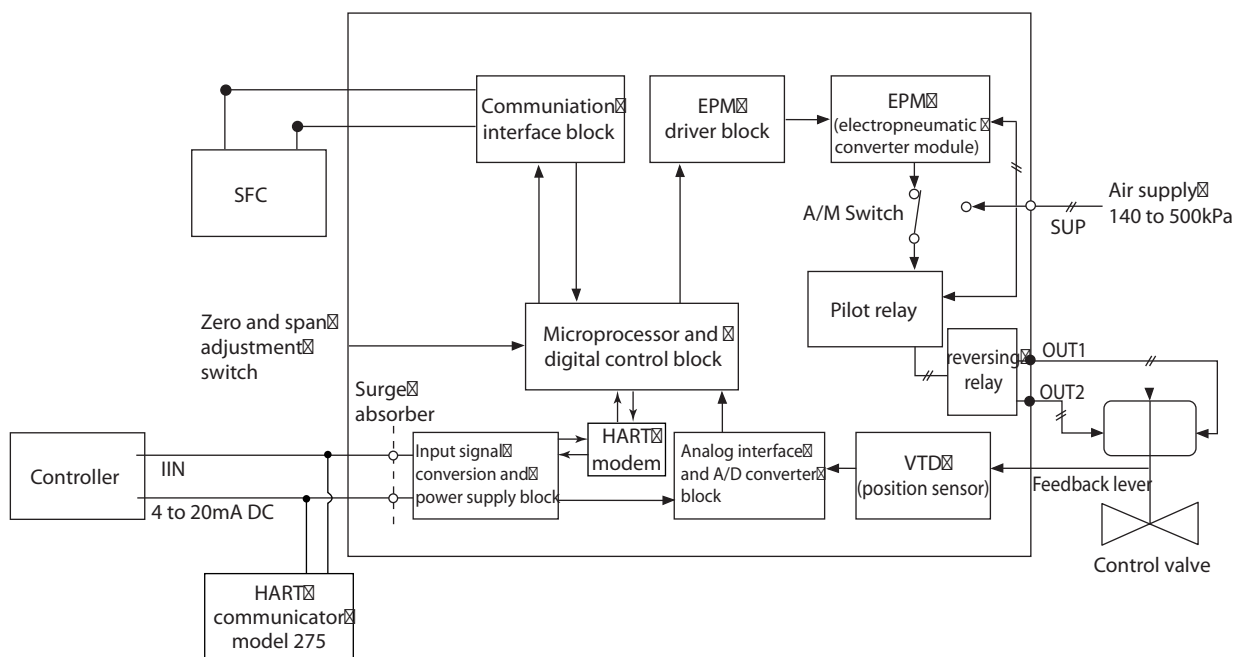 Communiation
interface block
EPM
driver block
EPM
(electropneumatic
converter module)
SFC
A/M Switch
Air supply
140 to 500kPa
SUP
Pilot relay
Zero and span
adjustment
switch
Microprocessor and
digital control block
reversing
relay
OUT1
OUT2
Surge
absorber
Controller
IIN
4 to 20mA DC
Input signal
conversion and
power supply block
HART
modem
Analog interface
and A/D converter
block
VTD
(position sensor)
Feedback lever
Control valve
HART
communicator
model 275